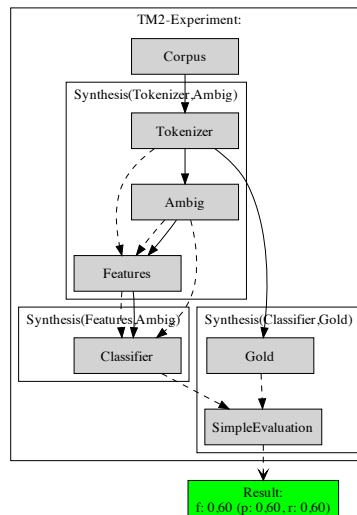 TM2-Experiment:
Corpus
Synthesis(Tokenizer,Ambig)
Tokenizer
Ambig
Features
Synthesis(Features,Ambig)
Synthesis(Classifier,Gold)
Classifier
Gold
SimpleEvaluation
Result:
f: 0,60 (p: 0,60, r: 0,60)